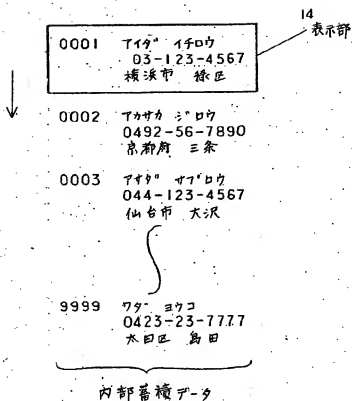 14
表示部
0001 アイダ イチロウ
03-123-4567
横浜市 緑区
0002 アカサカ ジロウ
0492-56-7890
京都府 三条
0003 アサダ サブロウ
044-123-4567
仙台市 大沢
9999 ワダ ヨウコ
0423-23-7777
大田区 島田
内部蓄積データ